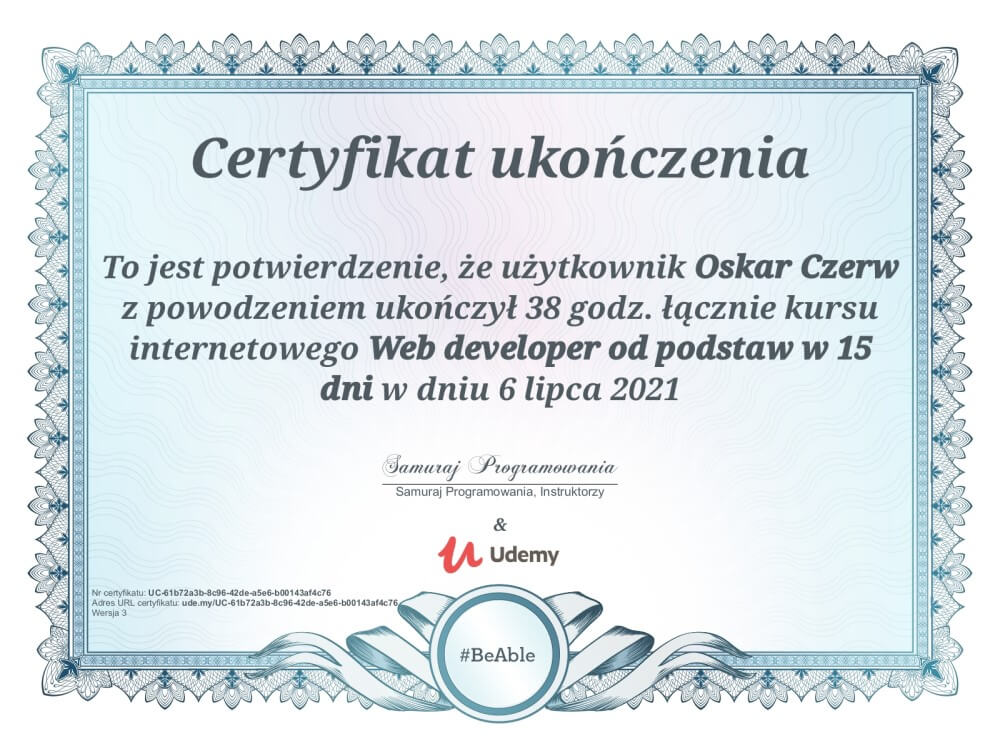 Certyfikat ukończenia
To jest potwierdzenie, że użytkownik Oskar Czerw
z powodzeniem ukończył 38 godz. łącznie kursu
internetowego Web developer od podstaw w 15
dni w dniu 6 lipca 2021
Samuraj Programowania
Samuraj Programowania, Instruktorzy
&
Udemy
Nr certyfikatu: UC-61b72a3b-8c96-42de-a5e6-b00143af4c76
Adres URL certyfikatu: ude.my/UC-61b72a3b-8c96-42de-a5e6-b00143af4c76
Wersja 3
#BeAble